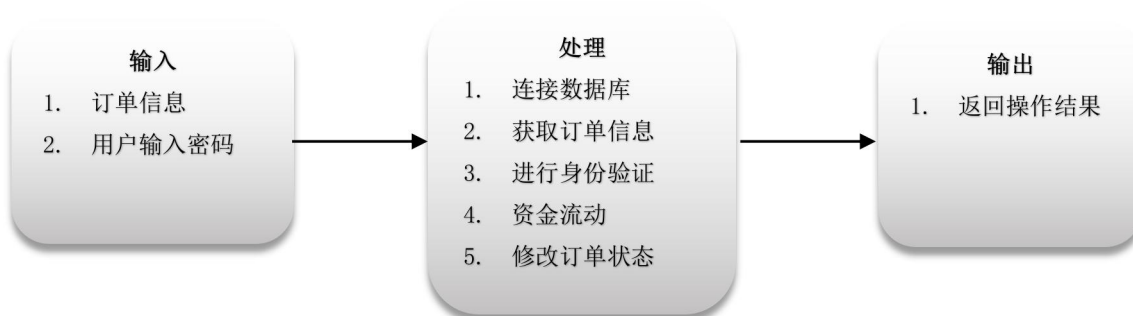 输入
1. 订单信息
2. 用户输入密码
处理
1. 连接数据库
2. 获取订单信息
3. 进行身份验证
4. 资金流动
5. 修改订单状态
输出
1. 返回操作结果